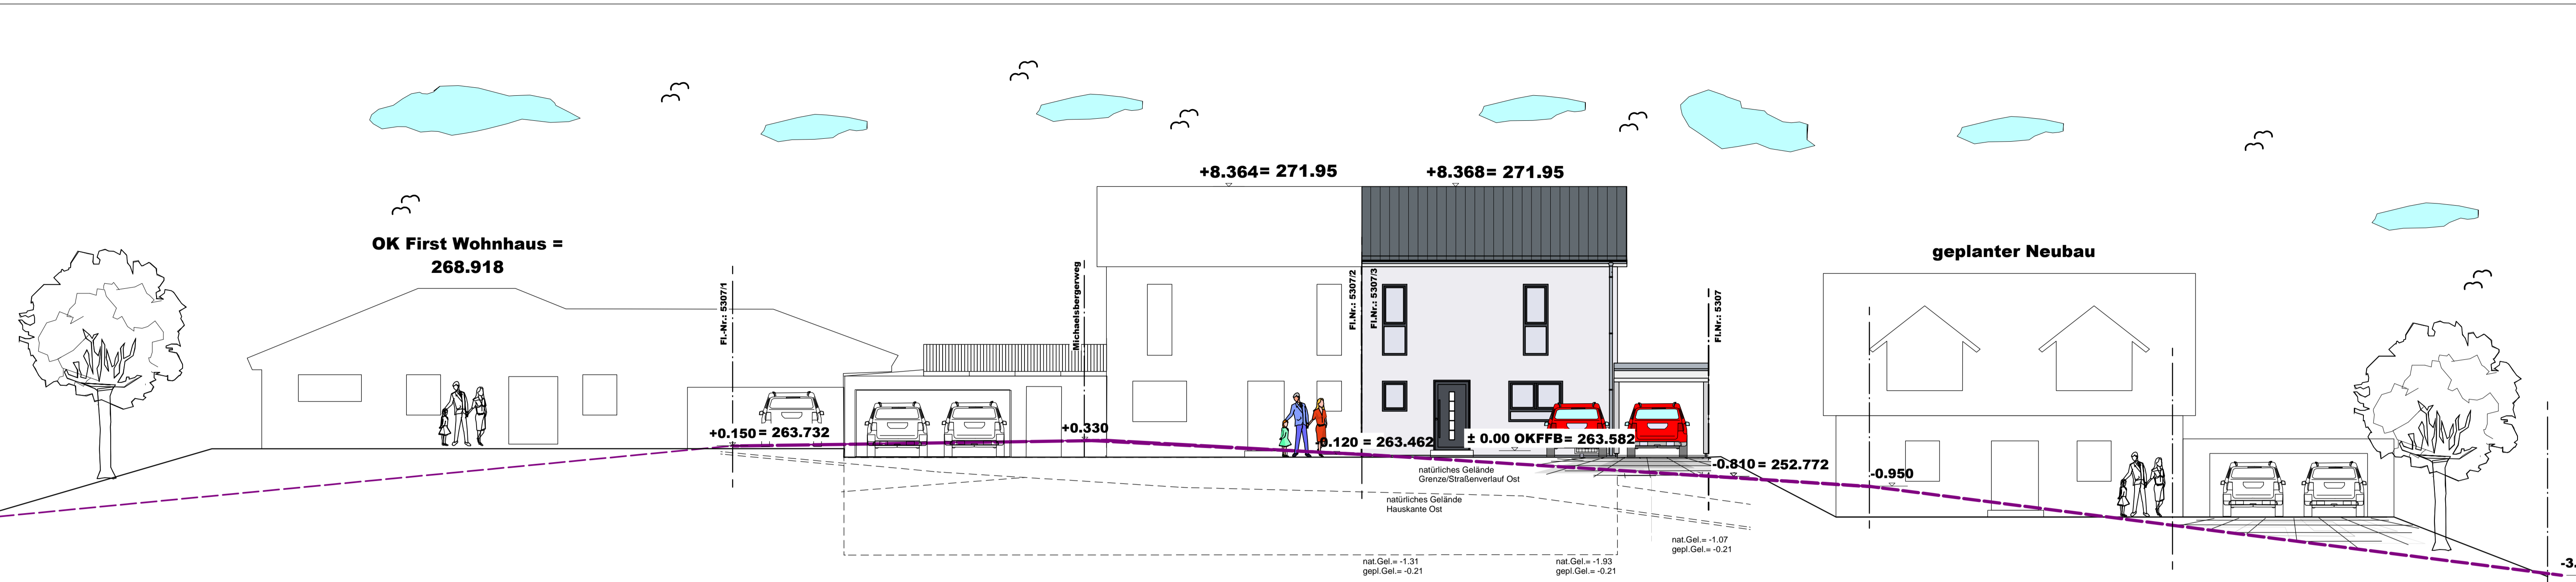 +8.364= 271.95
+8.368= 271.95
OK First Wohnhaus =
268.918
geplanter Neubau
Fl.-Nr.: 5307/1
Michaelsbergerweg
Fl.Nr.: 5307/2
Fl.Nr.: 5307/3
Fl.Nr.: 5307
+0.150= 263.732
+0.330
-0.120 = 263.462
± 0.00 OKFFB= 263.582
-0.810= 252.772
-0.950
natürliches Gelände
Grenze/Straßenverlauf Ost
natürliches Gelände
Hauskante Ost
nat.Gel.= -1.07
gepl.Gel.= -0.21
nat.Gel.= -1.31
gepl.Gel.= -0.21
nat.Gel.= -1.93
gepl.Gel.= -0.21